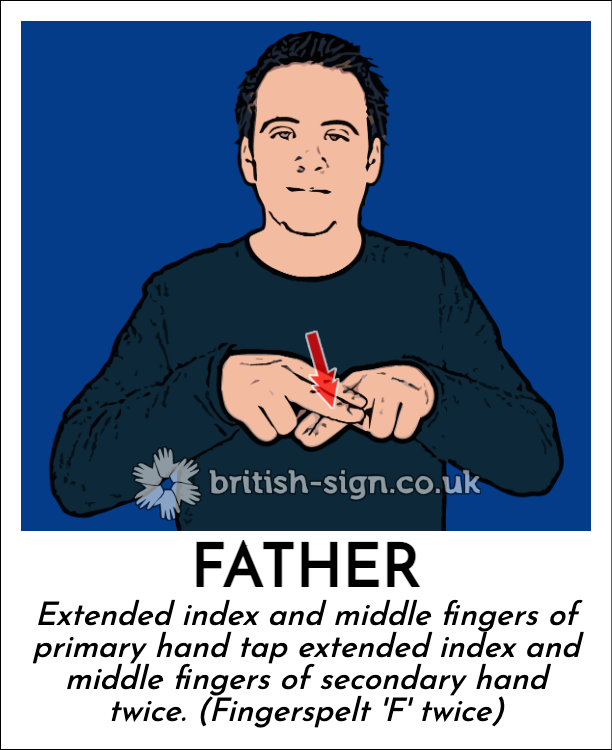 british-sign.co.uk
FATHER
Extended index and middle fingers of
primary hand tap extended index and
middle fingers of secondary hand
twice. (Fingerspelt 'F' twice)